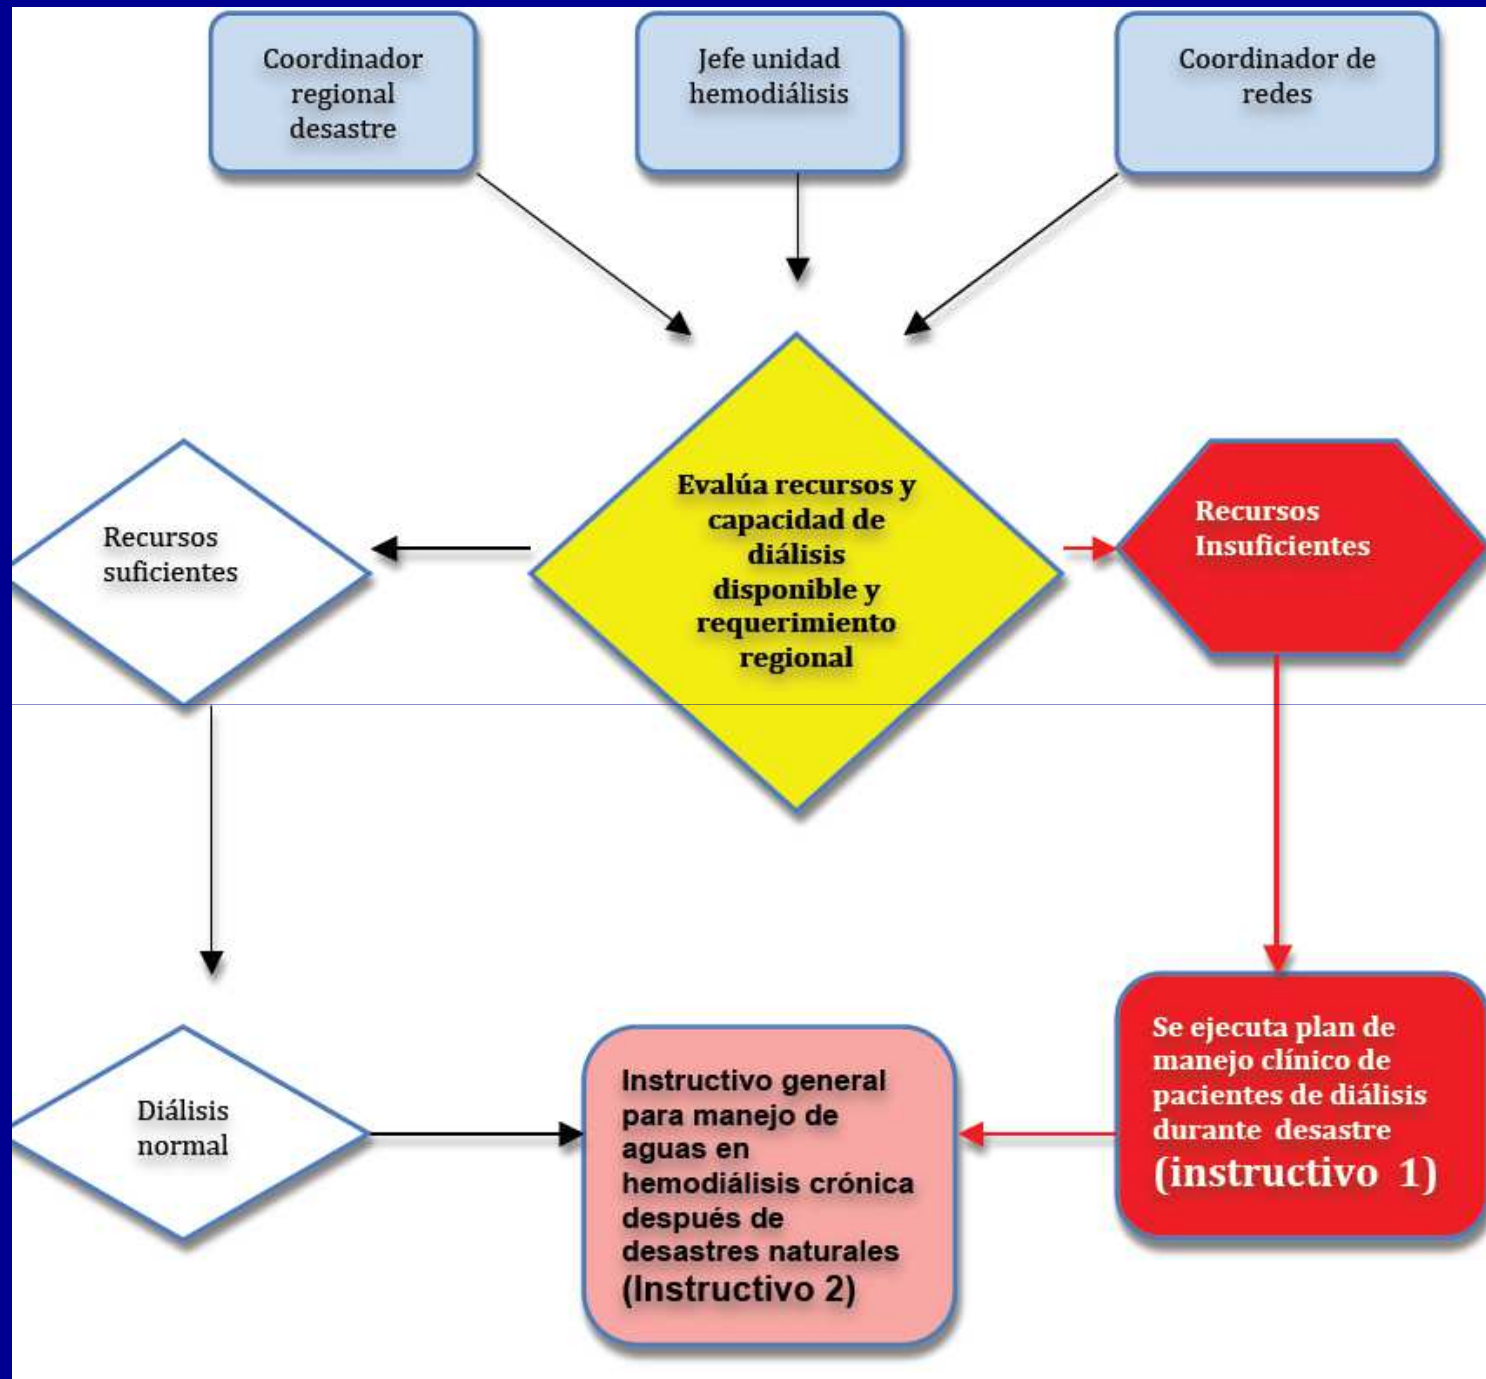 Coordinador
regional
desastre
Jefe unidad
hemodiálisis
Coordinador de
redes
Recursos
suficientes
Evalúa recursos y
capacidad de
diálisis
disponible y
requerimiento
regional
Recursos
Insuficientes
Diálisis
normal
Instructivo general
para manejo de
aguas en
hemodiálisis crónica
después de
desastres naturales
(Instructivo 2)
Se ejecuta plan de
manejo clínico de
pacientes de diálisis
durante desastre
(instructivo 1)